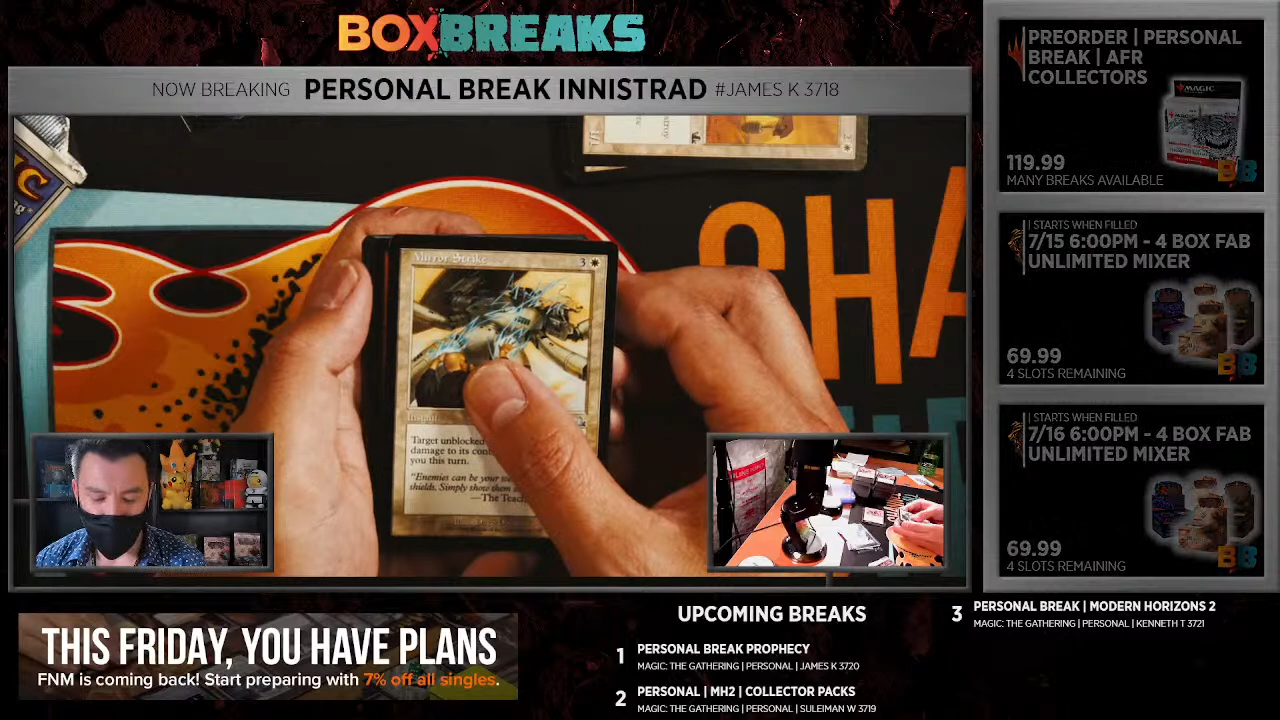 BOXBREAKS
NOW BREAKING PERSONAL BREAK INNISTRAD #JAMES K 3718
Mirror Strike 3
Instant
Target unblocked
damage to its con
you this turn.
"Enemies can be your
shields. Simply show them
—The Teach
SHA
PREORDER | PERSONAL
BREAK | AFR
COLLECTORS
MAGIC
119.99
MANY BREAKS AVAILABLE
BB
| STARTS WHEN FILLED
7/15 6:00PM - 4 BOX FAB
UNLIMITED MIXER
69.99
4 SLOTS REMAINING
BB
| STARTS WHEN FILLED
7/16 6:00PM - 4 BOX FAB
UNLIMITED MIXER
69.99
4 SLOTS REMAINING
BB
THIS FRIDAY, YOU HAVE PLANS
FNM is coming back! Start preparing with 7% off all singles.
UPCOMING BREAKS
1 PERSONAL BREAK PROPHECY
MAGIC: THE GATHERING | PERSONAL | JAMES K 3720
2 PERSONAL | MH2 | COLLECTOR PACKS
MAGIC: THE GATHERING | PERSONAL | SULEIMAN W 3719
3 PERSONAL BREAK | MODERN HORIZONS 2
MAGIC: THE GATHERING | PERSONAL | KENNETH T 3721